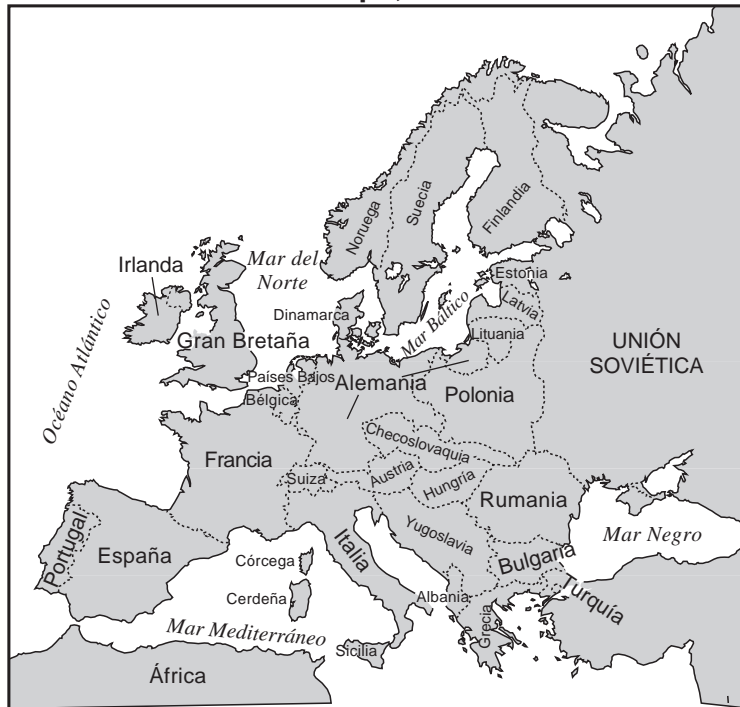 Noruega
Suecia
Finlandia
Mar del
Norte
Irlanda
Estonia
Latvia
Dinamarca
Mar Báltico
Lituania
Gran Bretaña
UNIÓN
SOVIÉTICA
Océano Atlántico
Países Bajos
Alemania
Bélgica
Polonia
Checoslovaquia
Francia
Suiza
Austria
Hungría
Rumania
Yugoslavia
Mar Negro
Portugal
España
Italia
Córcega
Bulgaria
Cerdeña
Albania
Turquía
Mar Mediterráneo
Grecia
Sicilia
África